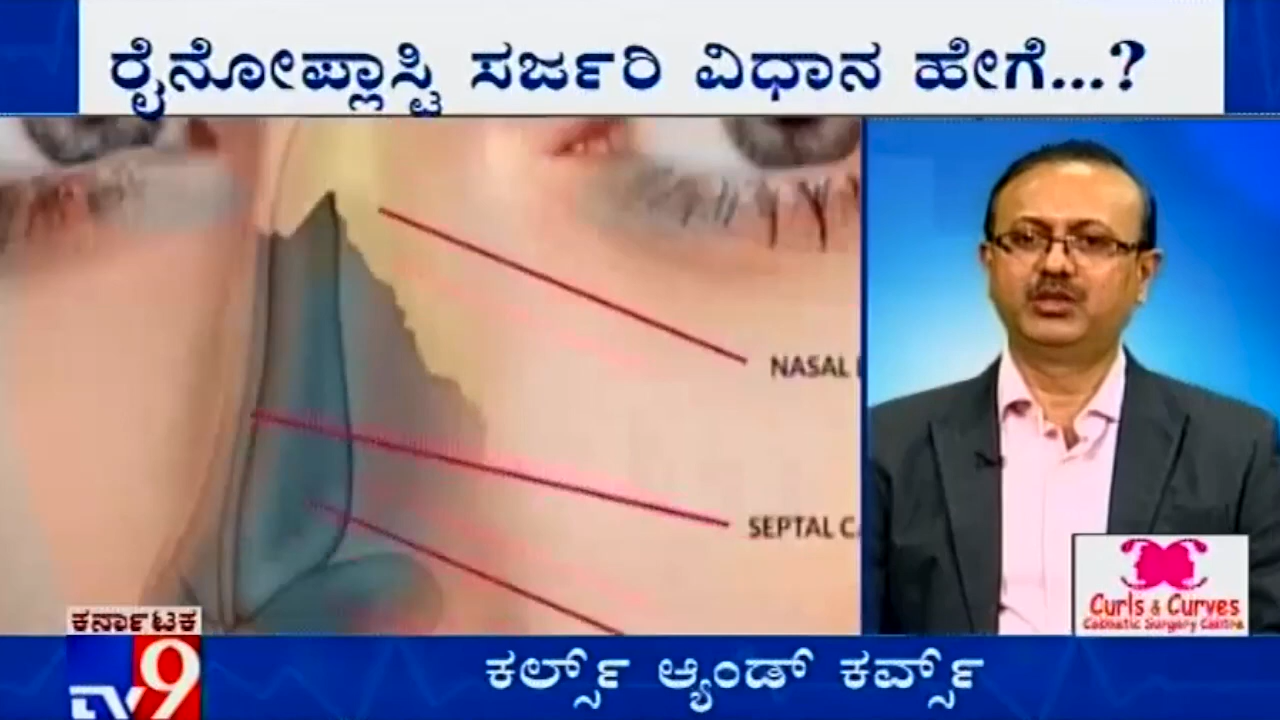 ರೈನೋಪ್ಲಾಸ್ಟಿ ಸರ್ಜರಿ ವಿಧಾನ ಹೇಗೆ...?
NASAL
SEPTAL
Curls & Curves
Cosmetic Surgery Centre
ಕರ್ನಾಟಕ
TV9
ಕರ್ಲ್ಸ್ ಆ್ಯಂಡ್ ಕರ್ವ್ಸ್